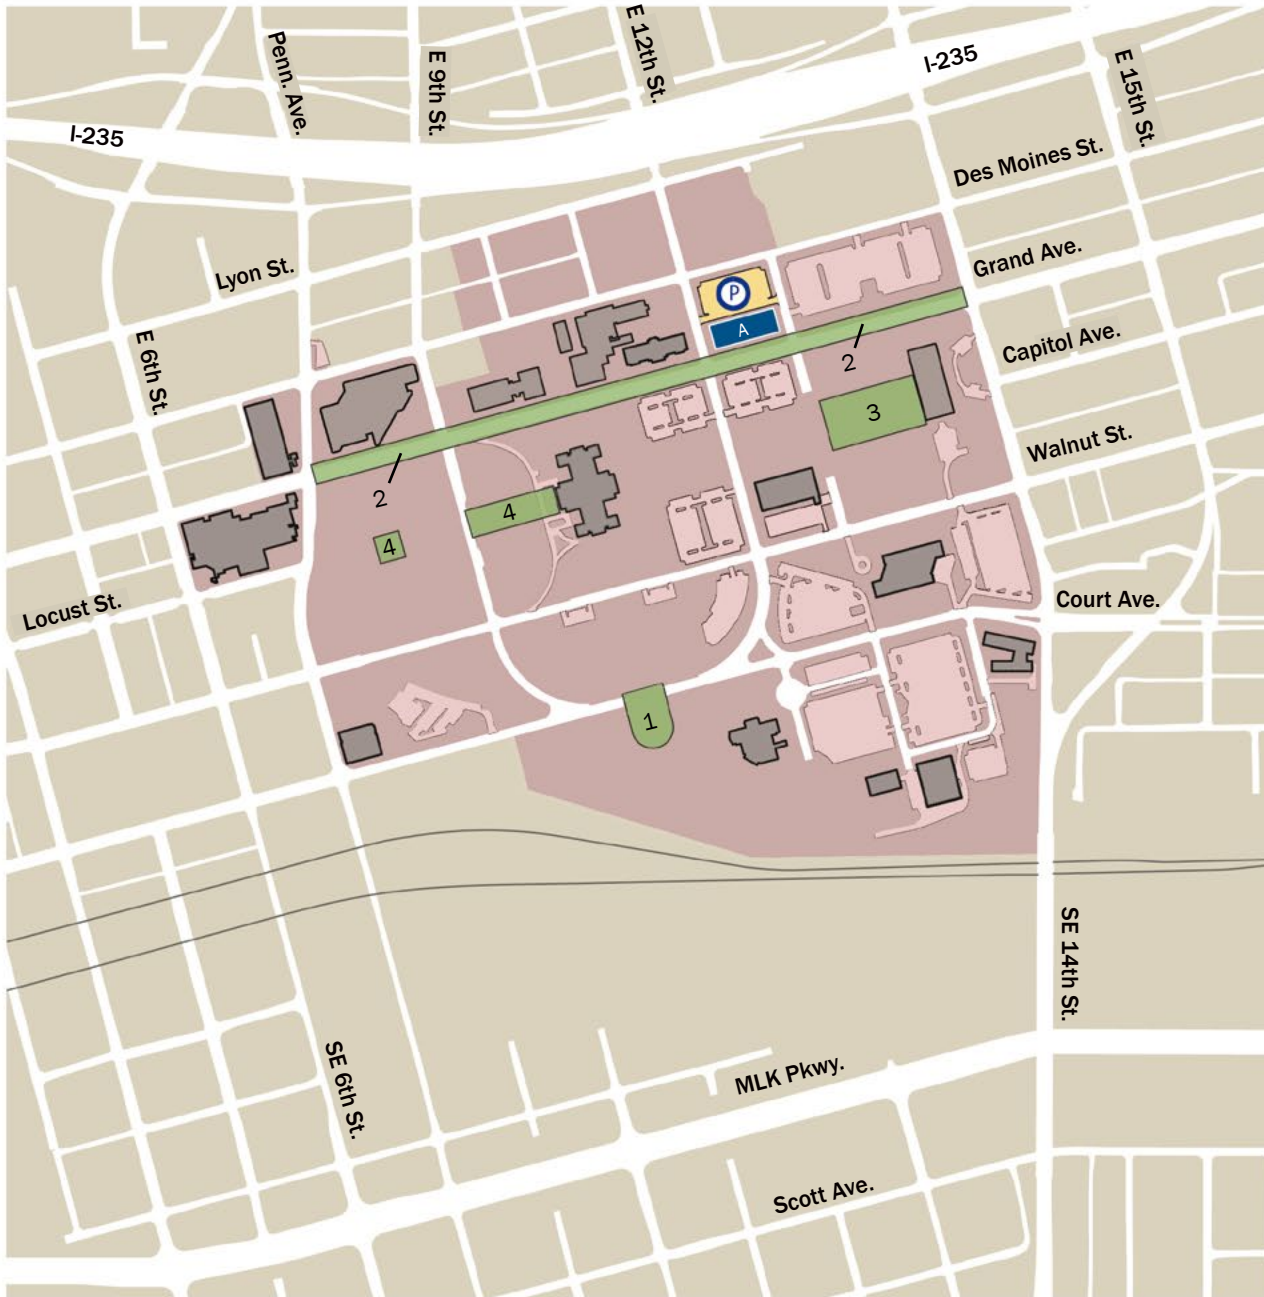 Penn. Ave.
E 9th St.
E 12th St.
I-235
E 15th St.
I-235
Des Moines St.
Lyon St.
Grand Ave.
P
A
E 6th St.
Capitol Ave.
2
3
Walnut St.
2
4
4
Locust St.
Court Ave.
1
SE 14th St.
SE 6th St.
MLK Pkwy.
Scott Ave.